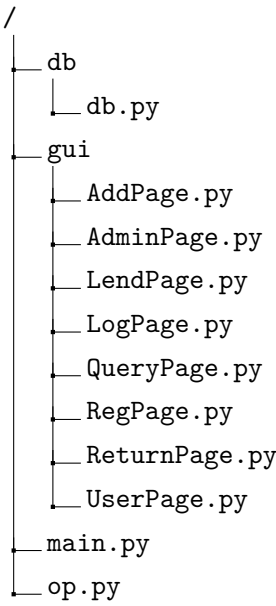 /
db
db.py
gui
AddPage.py
AdminPage.py
LendPage.py
LogPage.py
QueryPage.py
RegPage.py
ReturnPage.py
UserPage.py
main.py
op.py